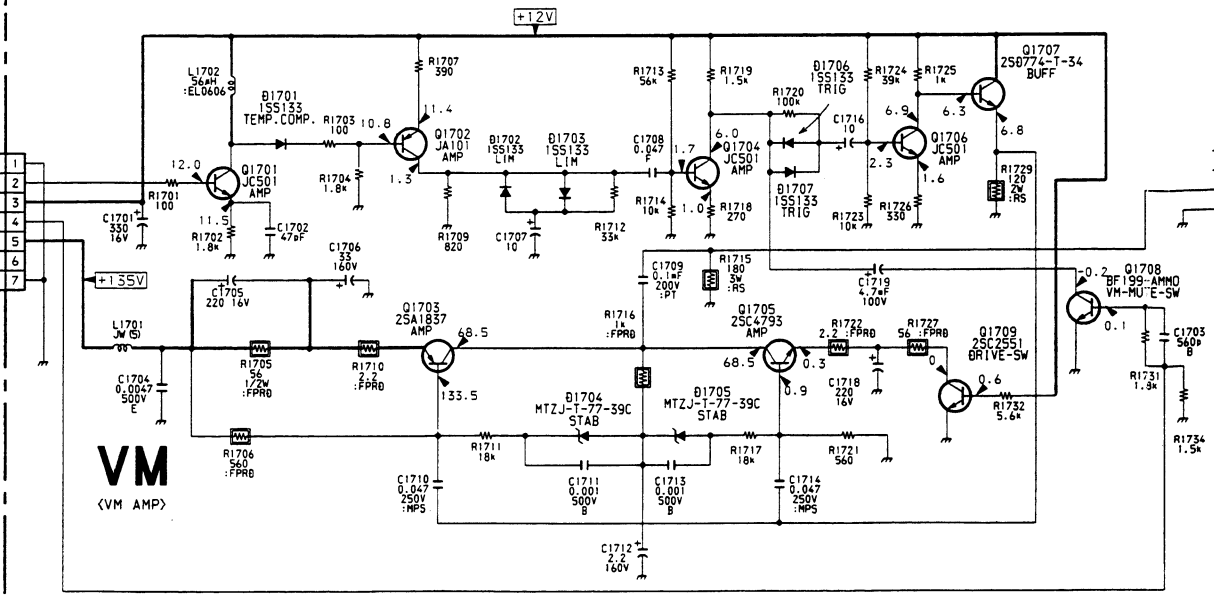 +12V
L1702
56µH
:EL0606
D1701
1SS133
TEMP.COMP.
R1703
100
R1704
1.8k
12.0
Q1701
JC501
AMP
11.5
R1701
100
C1701
330
16V
R1702
1.8k
C1702
47pF
R1707
390
11.4
10.8
Q1702
JA101
AMP
1.3
D1702
1SS133
LIM
D1703
1SS133
LIM
R1709
820
C1707
10
R1712
33k
C1708
0.047
F
R1713
56k
R1714
10k
R1719
1.5k
6.0
1.7
Q1704
JC501
AMP
1.0
R1718
270
D1706
1SS133
TRIG
R1720
100k
D1707
1SS133
TRIG
C1716
10
R1724
39k
R1725
1k
6.9
2.3
Q1706
JC501
AMP
1.6
R1723
10k
R1726
330
Q1707
2SD774-T-34
BUFF
6.3
6.8
R1729
120
2W
:RS
1
2
3
4
5
6
7
+135V
C1705
220 16V
C1706
33
160V
L1701
JW (5)
C1704
0.0047
500V
E
R1705
56
1/2W
:FPRD
R1710
2.2
:FPRD
Q1703
2SA1837
AMP
68.5
133.5
R1706
560
:FPRD
R1711
18k
C1710
0.047
250V
:MPS
D1704
MTZJ-T-77-39C
STAB
C1711
0.001
500V
B
C1709
0.1mF
200V
:PT
R1715
180
3W
:RS
R1716
1k
:FPRD
D1705
MTZJ-T-77-39C
STAB
C1713
0.001
500V
B
C1712
2.2
160V
R1717
18k
R1721
560
C1714
0.047
250V
:MPS
Q1705
2SC4793
AMP
68.5
0.3
0.9
R1722
2.2 :FPRD
C1718
220
16V
R1727
56 :FPRD
C1719
4.7mF
100V
Q1709
2SC2551
DRIVE-SW
0
0.6
R1732
5.6k
-0.2
Q1708
BF199-AMMO
VM-MUTE-SW
0.1
C1703
560p
B
R1731
1.8k
R1734
1.5k
VM
⟨VM AMP⟩